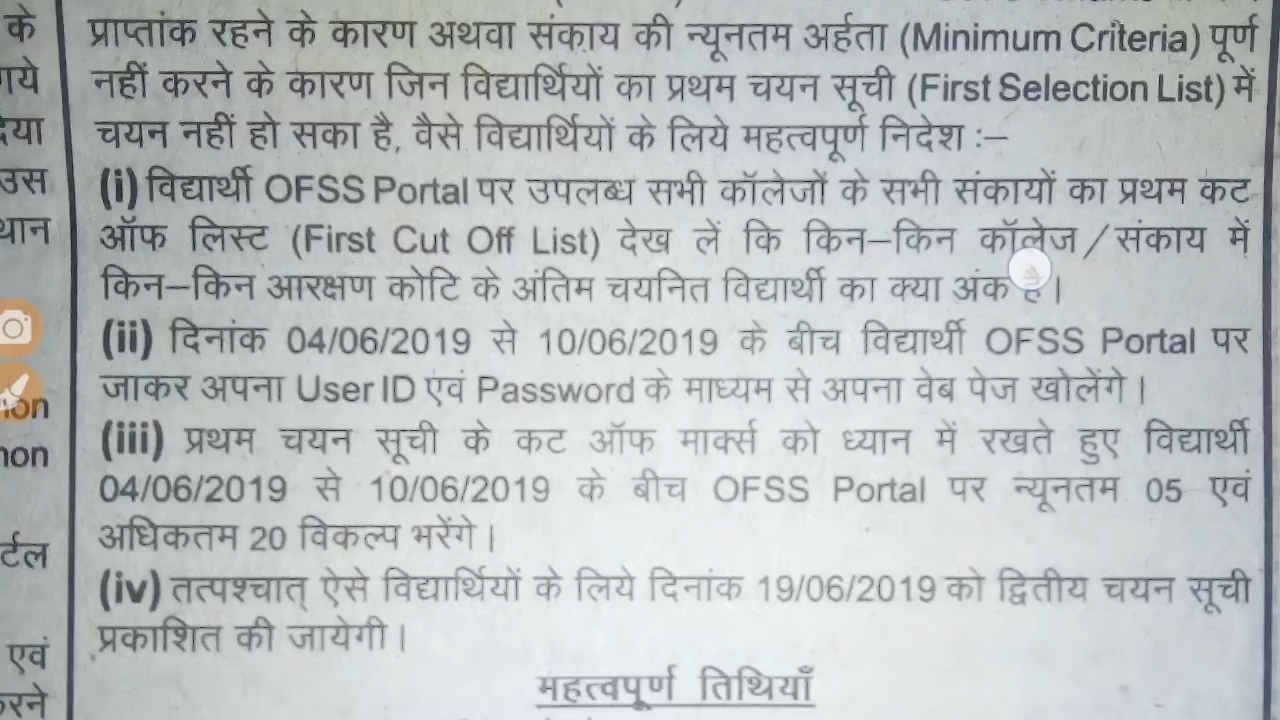 के
प्राप्तांक रहने के कारण अथवा संकाय की न्यूनतम अर्हता (Minimum Criteria) पूर्ण
नहीं करने के कारण जिन विद्यार्थियों का प्रथम चयन सूची (First Selection List) में
चयन नहीं हो सका है, वैसे विद्यार्थियों के लिये महत्वपूर्ण निदेश :–
उस
(i) विद्यार्थी OFSS Portal पर उपलब्ध सभी कॉलेजों के सभी संकायों का प्रथम कट
ऑफ लिस्ट (First Cut Off List) देख लें कि किन–किन कॉलेज / संकाय में
किन–किन आरक्षण कोटि के अंतिम चयनित विद्यार्थी का क्या अंक है।
(ii) दिनांक 04/06/2019 से 10/06/2019 के बीच विद्यार्थी OFSS Portal पर
जाकर अपना User ID एवं Password के माध्यम से अपना वेब पेज खोलेंगे।
(iii) प्रथम चयन सूची के कट ऑफ मार्क्स को ध्यान में रखते हुए विद्यार्थी
04/06/2019 से 10/06/2019 के बीच OFSS Portal पर न्यूनतम 05 एवं
अधिकतम 20 विकल्प भरेंगे।
(iv) तत्पश्चात् ऐसे विद्यार्थियों के लिये दिनांक 19/06/2019 को द्वितीय चयन सूची
प्रकाशित की जायेगी।
एवं
महत्वपूर्ण तिथियाँ